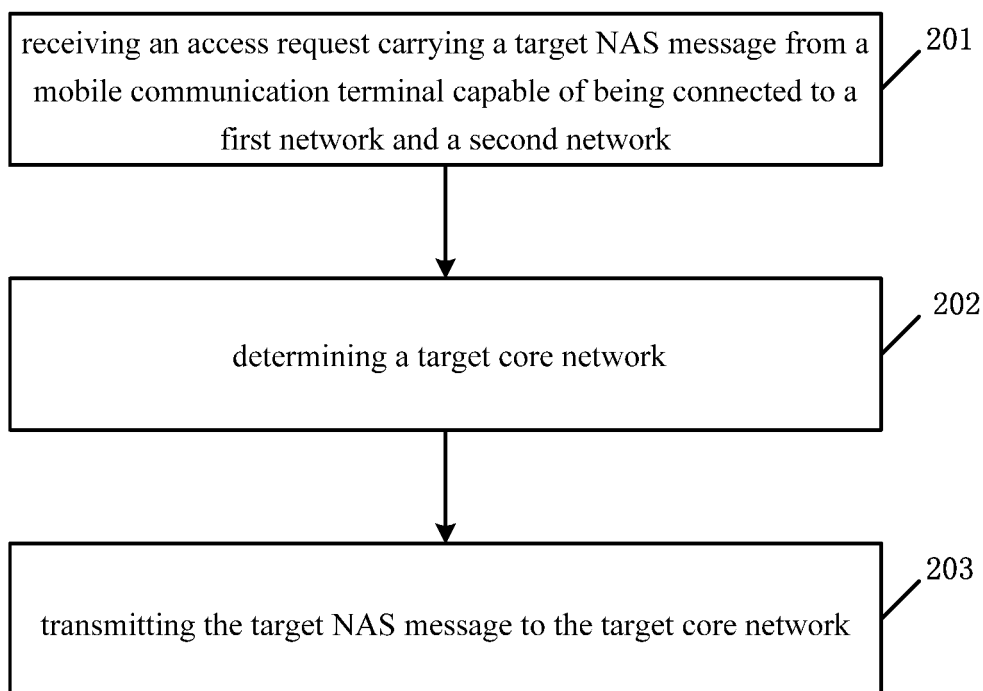 receiving an access request carrying a target NAS message from a
mobile communication terminal capable of being connected to a
first network and a second network
201
determining a target core network
202
transmitting the target NAS message to the target core network
203